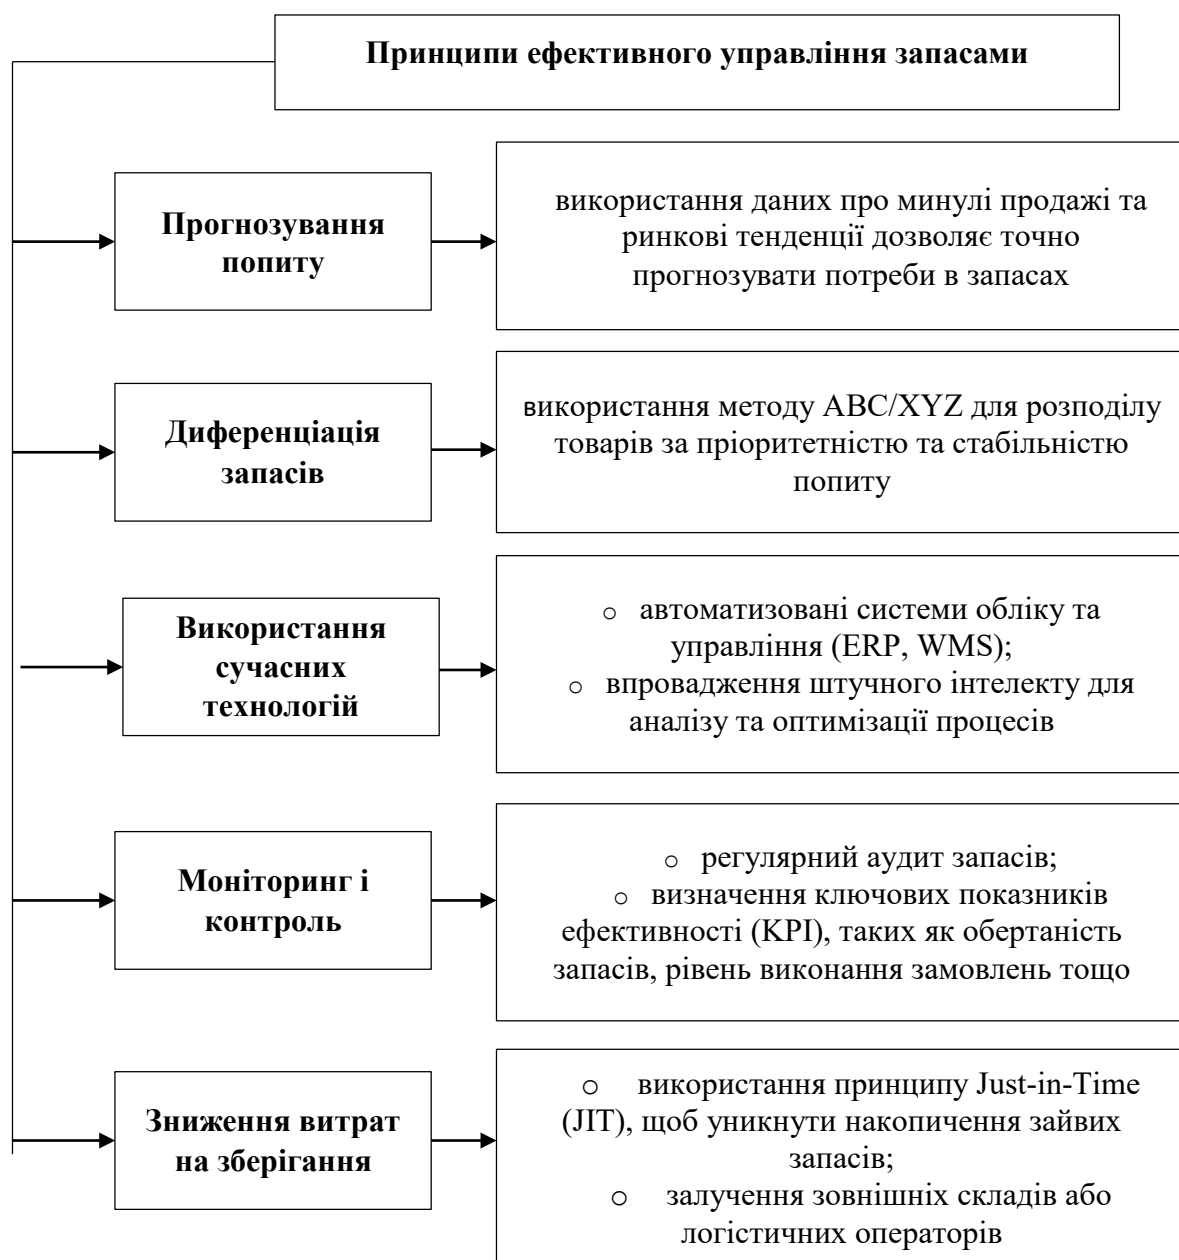 Принципи ефективного управління запасами
Прогнозування
попиту
використання даних про минулі продажі та
ринкові тенденції дозволяє точно
прогнозувати потреби в запасах
Диференціація
запасів
використання методу ABC/XYZ для розподілу
товарів за пріоритетністю та стабільністю
попиту
Використання
сучасних
технологій
o автоматизовані системи обліку та
управління (ERP, WMS);
o впровадження штучного інтелекту для
аналізу та оптимізації процесів
Моніторинг і
контроль
o регулярний аудит запасів;
o визначення ключових показників
ефективності (KPI), таких як обертаність
запасів, рівень виконання замовлень тощо
Зниження витрат
на зберігання
o використання принципу Just-in-Time
(JIT), щоб уникнути накопичення зайвих
запасів;
o залучення зовнішніх складів або
логістичних операторів